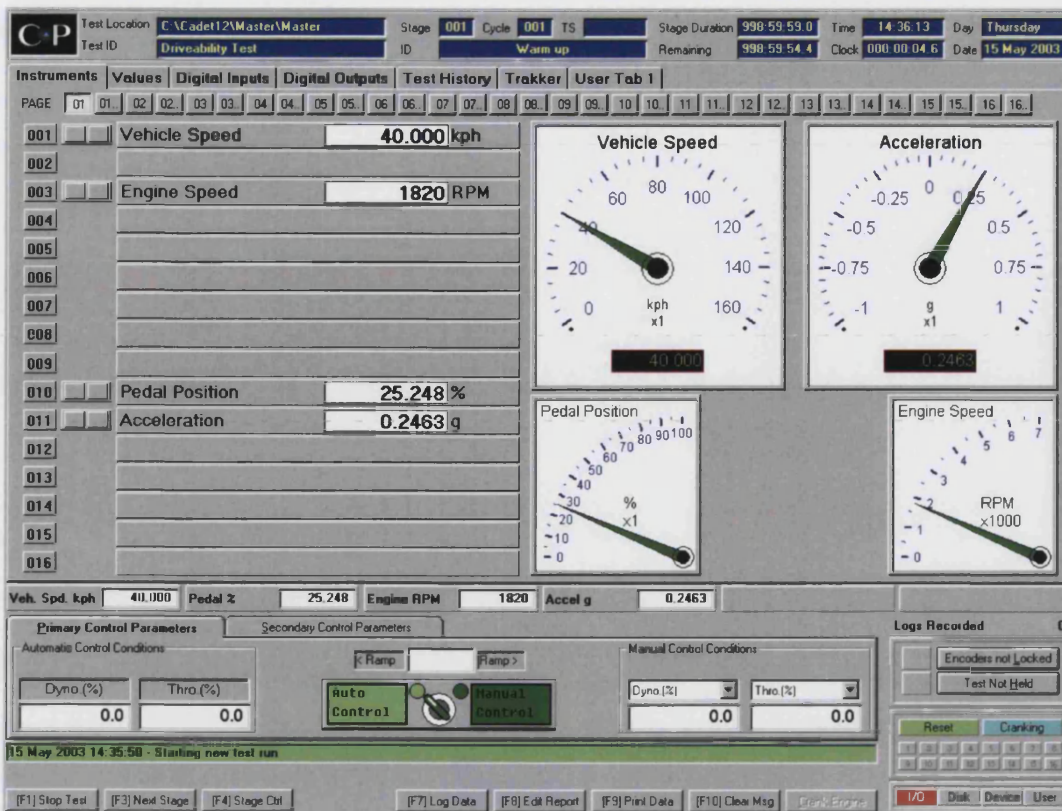 C·P Test Location C:\Cadet12\Master\Master Stage 001 Cycle 001 TS Stage Duration 998:59:59.0 Time 14:36:13 Day Thursday
Test ID Driveability Test ID Warm up Remaining 998:59:54.4 Clock 000:00:04.6 Date 15 May 2003
Instruments Values Digital Inputs Digital Outputs Test History Trakker User Tab 1
PAGE 01 01.. 02 02.. 03 03.. 04 04.. 05 05.. 06 06.. 07 07.. 08 08.. 09 09.. 10 10.. 11 11.. 12 12.. 13 13.. 14 14.. 15 15.. 16 16..
001 Vehicle Speed 40.000 kph
002
003 Engine Speed 1820 RPM
004
005
006
007
008
009
010 Pedal Position 25.248 %
011 Acceleration 0.2463 g
012
013
014
015
016
Vehicle Speed
0 20 40 60 80 100 120 140 160
kph
x1
40.000
Acceleration
-1 -0.75 -0.5 -0.25 0 0.25 0.5 0.75 1
g
x1
0.2463
Pedal Position
0 10 20 30 40 50 60 70 80 90 100
%
x1
Engine Speed
0 1 2 3 4 5 6 7
RPM
x1000
Veh. Spd. kph 40.000 Pedal % 25.248 Engine RPM 1820 Accel g 0.2463
Primary Control Parameters Secondary Control Parameters
Automatic Control Conditions
Dyno.(%) Thro.(%)
0.0 0.0
< Ramp Ramp >
Auto Control
Manual Control
Manual Control Conditions
Dyno.(%) Thro.(%)
0.0 0.0
Logs Recorded 0
Encoders not Locked
Test Not Held
Reset Cranking
15 May 2003 14:35:50 - Starting new test run
[F1] Stop Test [F3] Next Stage [F4] Stage Ctrl [F7] Log Data [F8] Edit Report [F9] Print Data [F10] Clear Msg Crank Engine
I/O Disk Device User